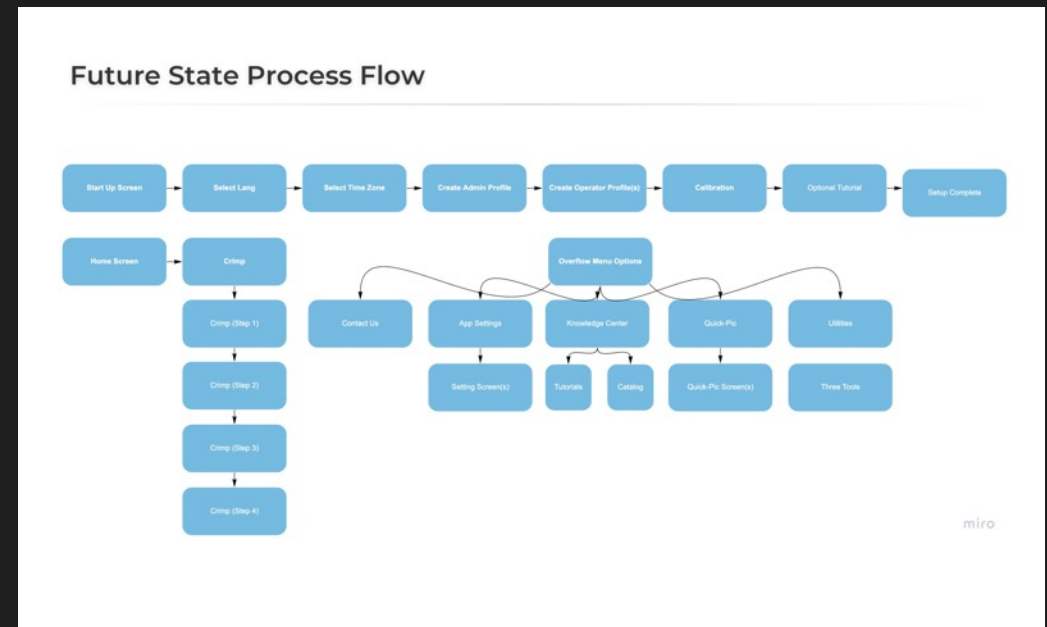 Future State Process Flow
Start Up Screen
Select Lang
Select Time Zone
Create Admin Profile
Create Operator Profile(s)
Calibration
Optional Tutorial
Setup Complete
Home Screen
Crimp
Overflow Menu Options
Crimp (Step 1)
Contact Us
App Settings
Knowledge Center
Quick-Pic
Utilities
Crimp (Step 2)
Setting Screen(s)
Tutorials
Catalog
Quick-Pic Screen(s)
Three Tools
Crimp (Step 3)
Crimp (Step 4)
miro